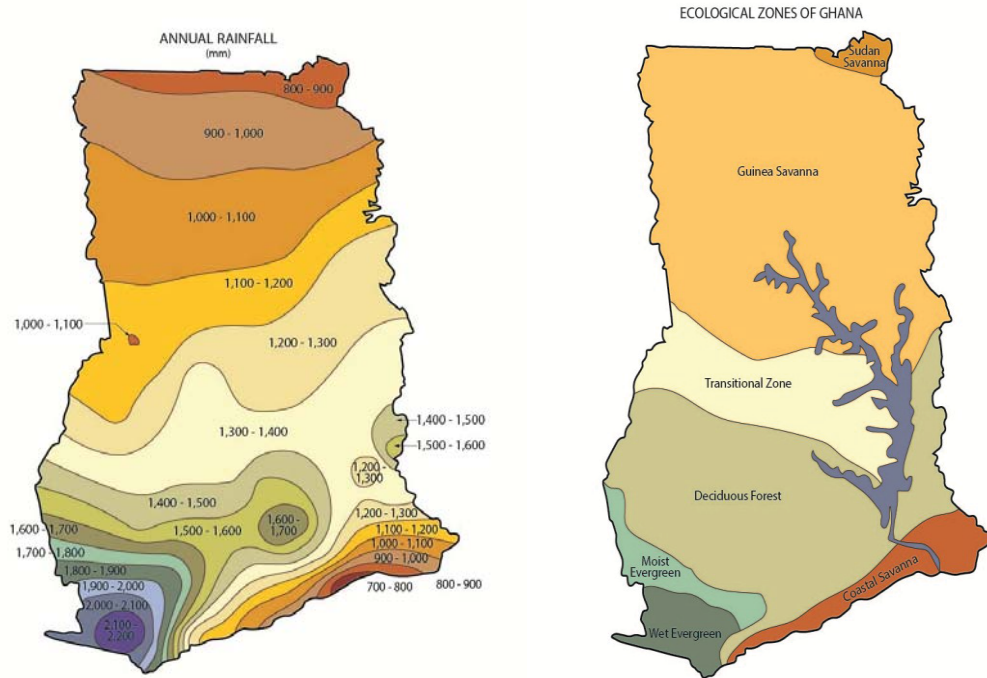 ANNUAL RAINFALL
(mm)
800 - 900
900 - 1,000
1,000 - 1,100
1,100 - 1,200
1,000 - 1,100
1,200 - 1,300
1,300 - 1,400
1,400 - 1,500
1,500 - 1,600
1,200 -
1,300
1,400 - 1,500
1,600 -
1,700
1,200 - 1,300
1,600 - 1,700
1,500 - 1,600
1,100 - 1,200
1,000 - 1,100
1,700 - 1,800
900 - 1,000
1,800 - 1,900
1,900 - 2,000
700 - 800
800 - 900
2,000 - 2,100
2,100 -
2,200
ECOLOGICAL ZONES OF GHANA
Sudan
Savanna
Guinea Savanna
Transitional Zone
Deciduous Forest
Moist
Evergreen
Coastal Savanna
Wet Evergreen